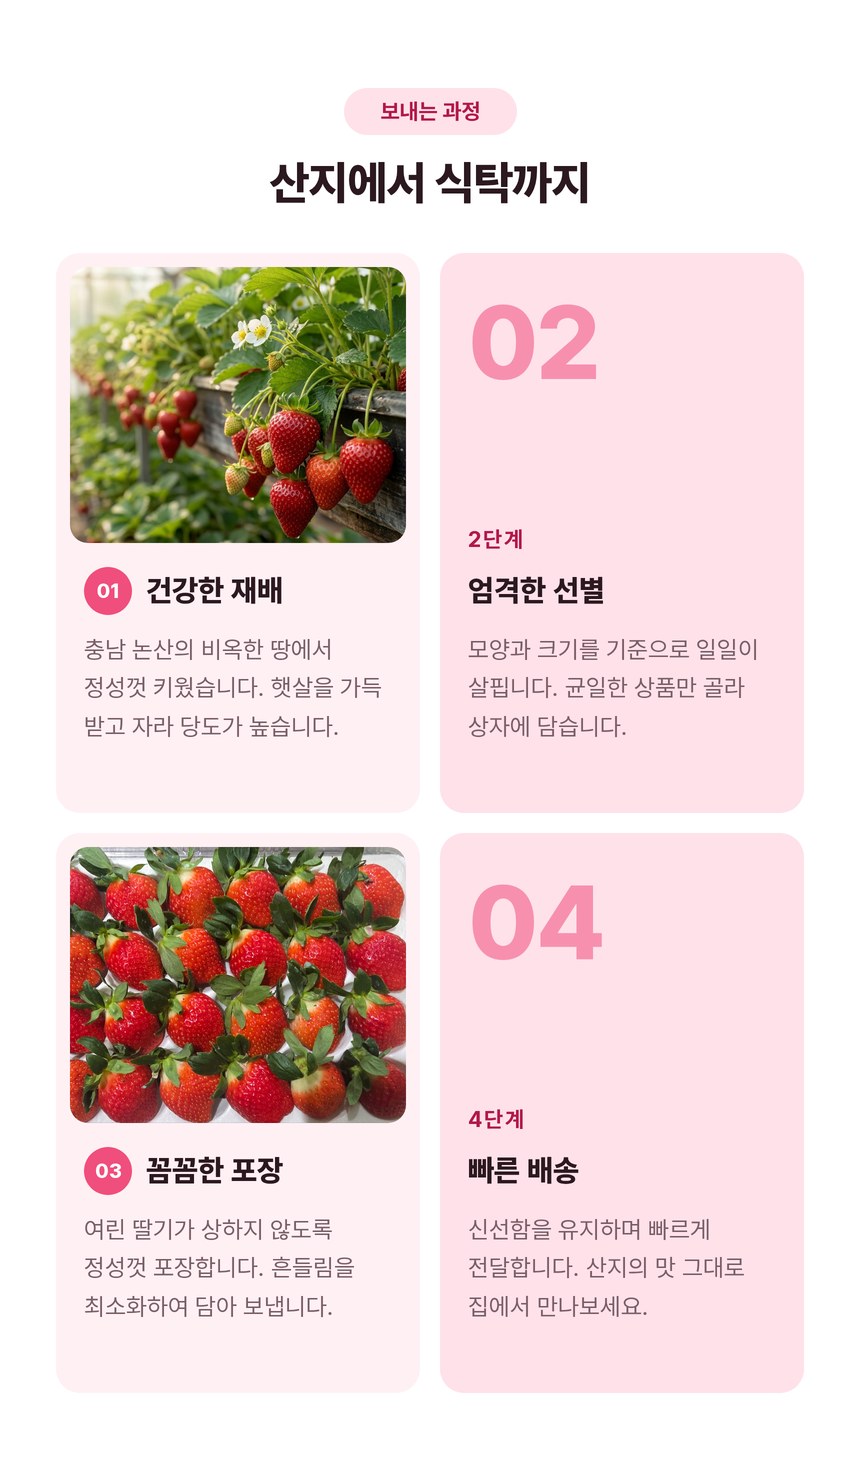 보내는 과정
산지에서 식탁까지
01 건강한 재배
충남 논산의 비옥한 땅에서
정성껏 키웠습니다. 햇살을 가득
받고 자라 당도가 높습니다.
02
2단계
엄격한 선별
모양과 크기를 기준으로 일일이
살핍니다. 균일한 상품만 골라
상자에 담습니다.
03 꼼꼼한 포장
여린 딸기가 상하지 않도록
정성껏 포장합니다. 흔들림을
최소화하여 담아 보냅니다.
04
4단계
빠른 배송
신선함을 유지하며 빠르게
전달합니다. 산지의 맛 그대로
집에서 만나보세요.